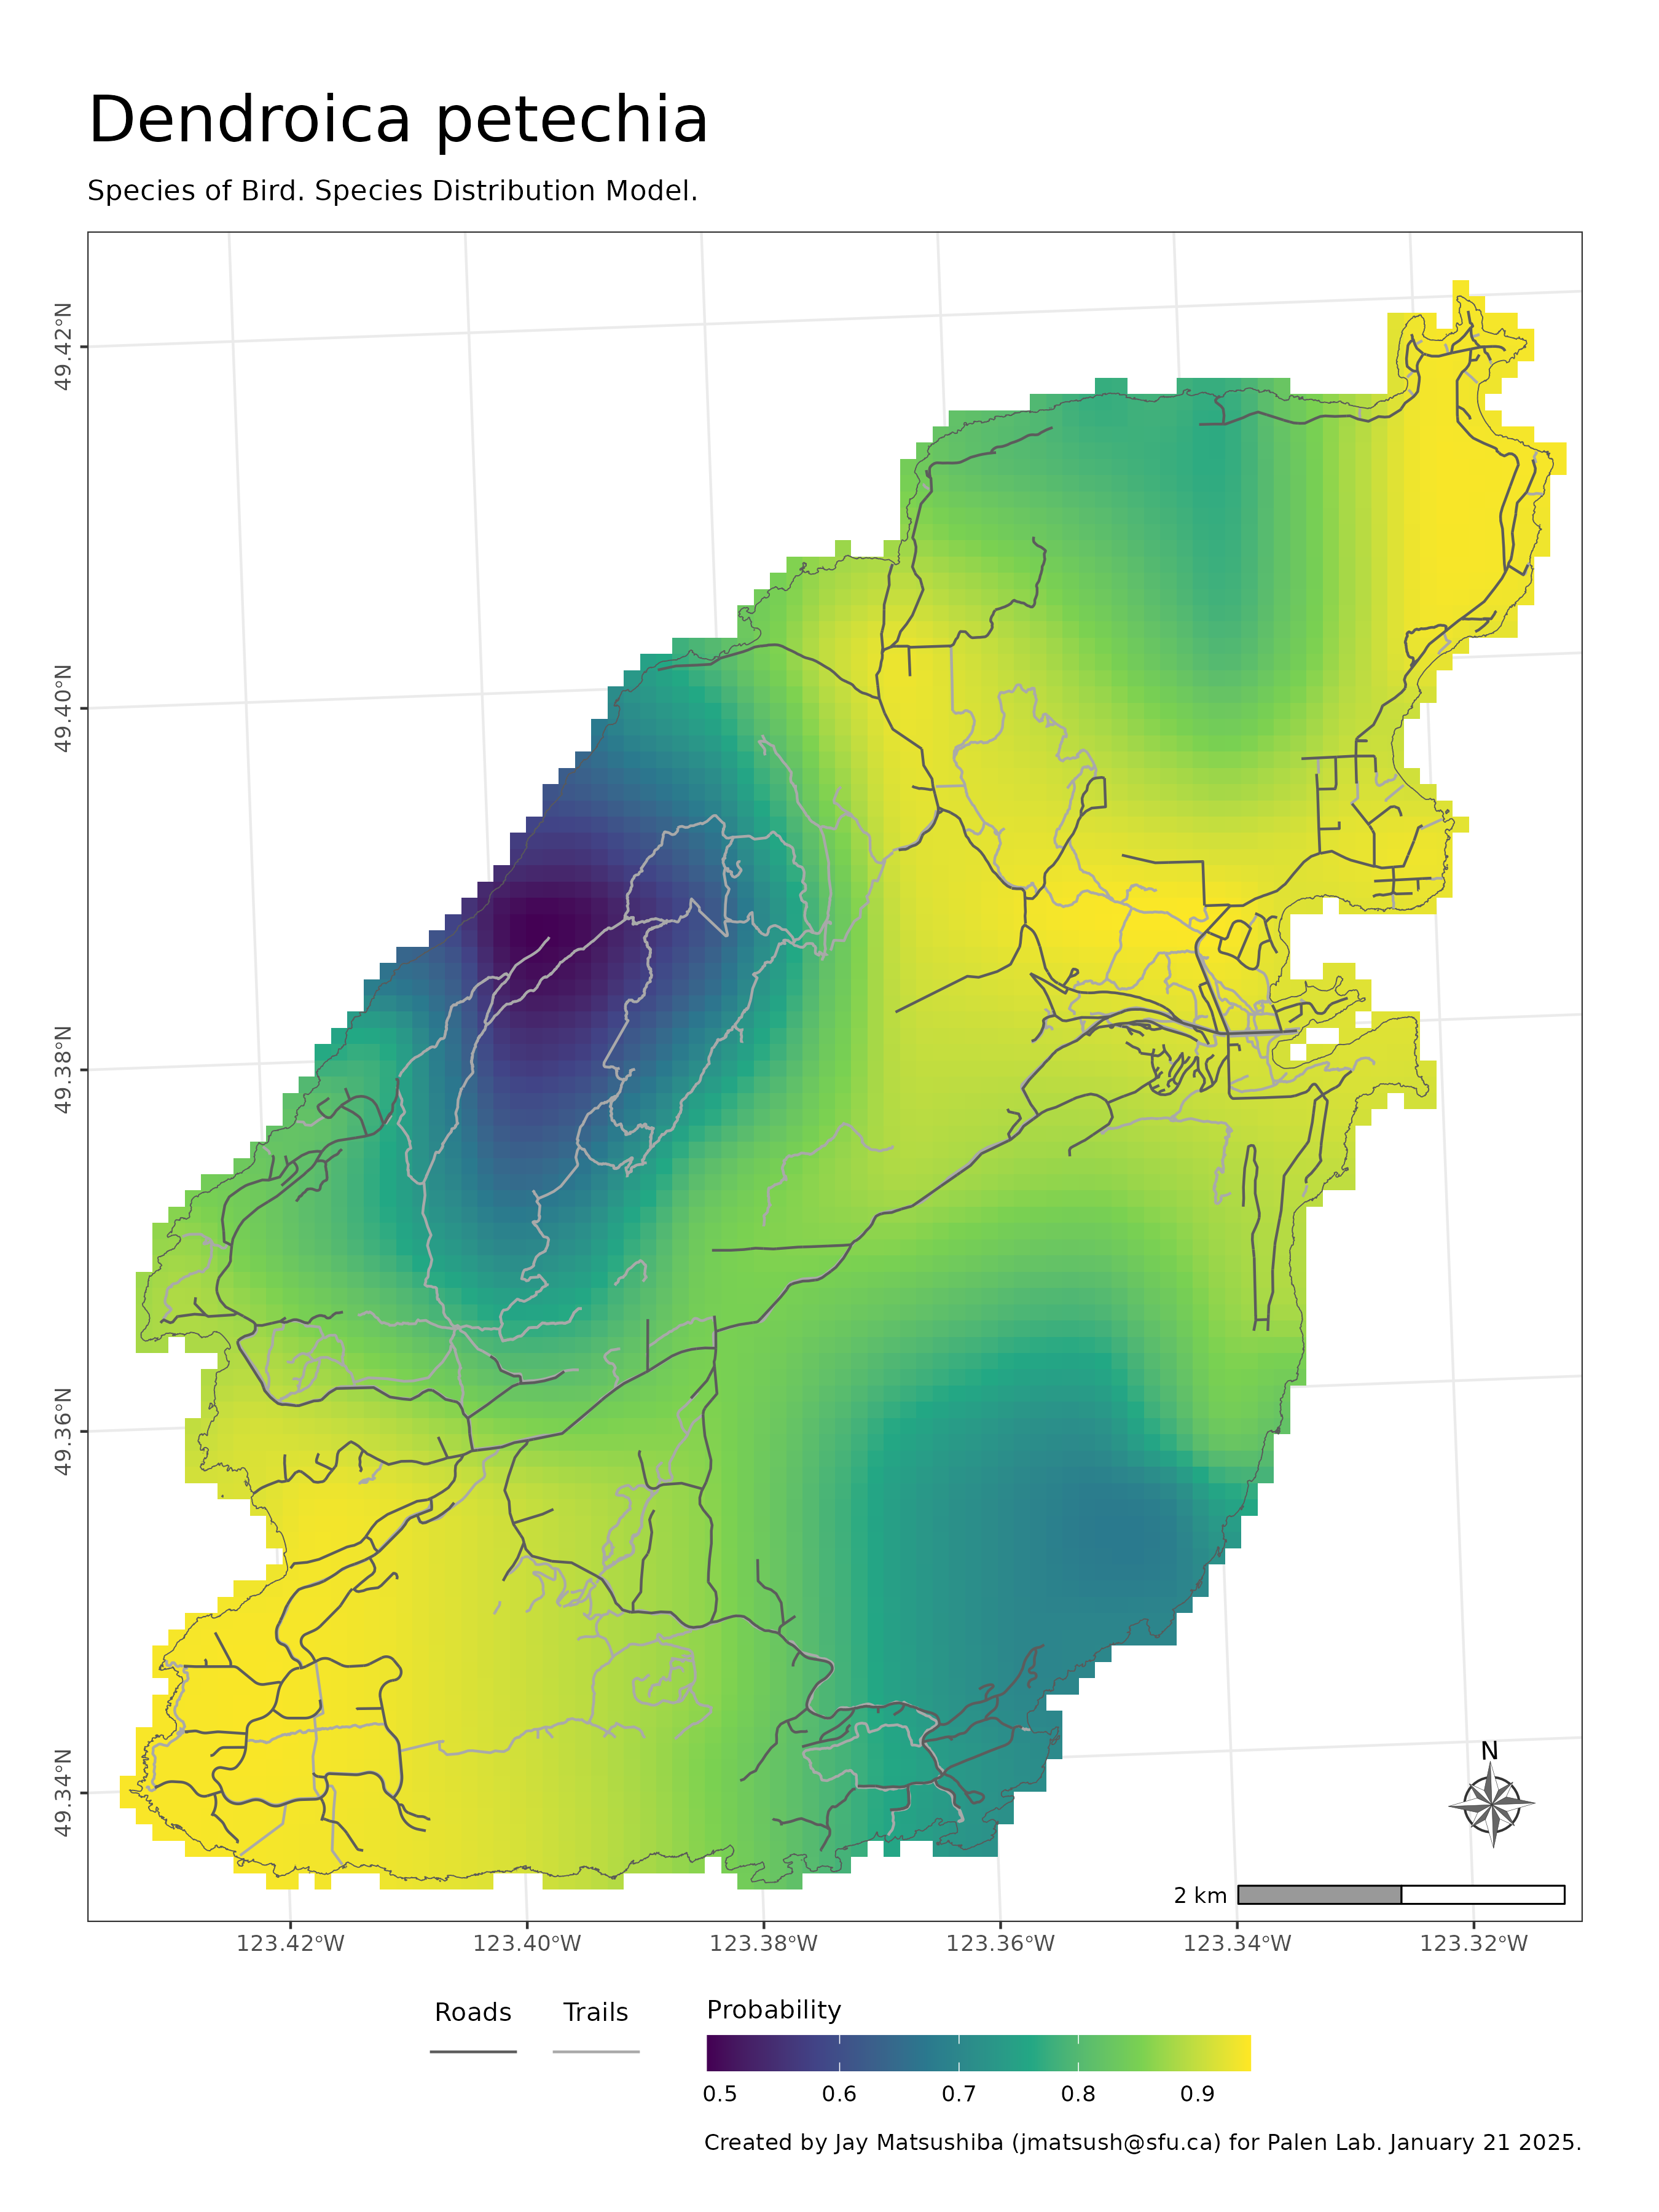 Dendroica petechia
Species of Bird. Species Distribution Model.
49.42°N
49.40°N
49.38°N
49.36°N
49.34°N
N
2 km
123.42°W 123.40°W 123.38°W 123.36°W 123.34°W 123.32°W
Roads Trails Probability
0.5 0.6 0.7 0.8 0.9
Created by Jay Matsushiba (jmatsush@sfu.ca) for Palen Lab. January 21 2025.